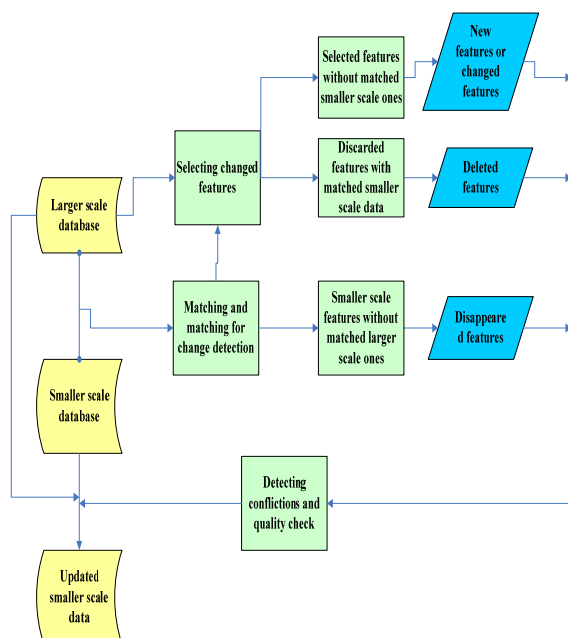 New
features or
changed
features
Selected features
without matched
smaller scale ones
Selecting changed
features
Discarded
features with
matched smaller
scale data
Deleted
features
Larger scale
database
Matching and
matching for
change detection
Smaller scale
features without
matched larger
scale ones
Disappeare
d features
Smaller scale
database
Detecting
conflictions and
quality check
Updated
smaller scale
data